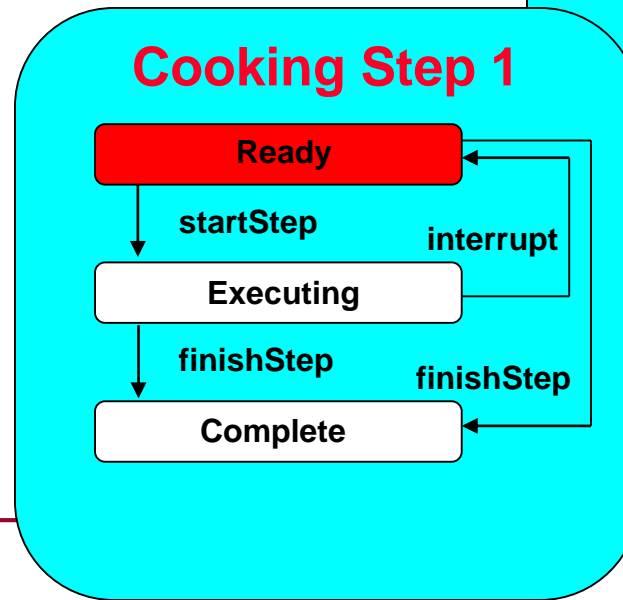 Cooking Step 1
Ready
startStep
interrupt
Executing
finishStep
finishStep
Complete